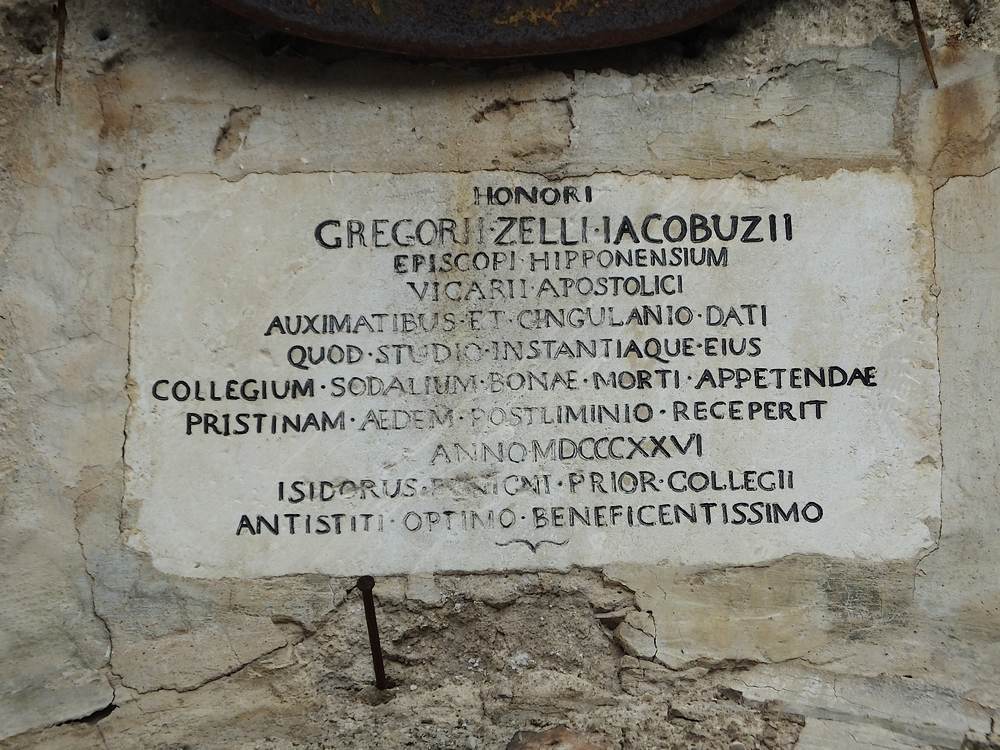 HONORI
GREGORII·ZELLI·IACOBUZII
EPISCOPI·HIPPONENSIUM
VICARII·APOSTOLICI
AUXIMATIBUS·ET·CINGULANIO·DATI
QUOD·STUDIO·INSTANTIAQUE·EIUS
COLLEGIUM·SODALIUM·BONAE·MORTI·APPETENDAE
PRISTINAM·AEDEM·POSTLIMINIO·RECEPERIT
ANNO·MDCCCXXVI
ISIDORUS· ·PRIOR·COLLEGII
ANTISTITI·OPTIMO·BENEFICENTISSIMO